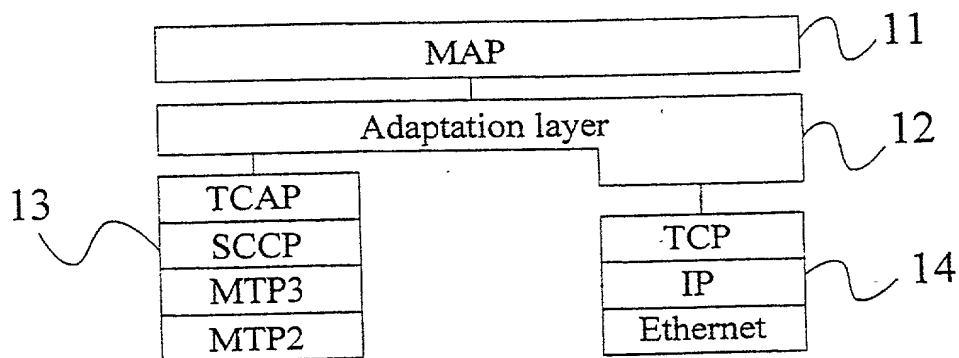 MAP
11
Adaptation layer
12
13
TCAP
SCCP
MTP3
MTP2
TCP
IP
Ethernet
14